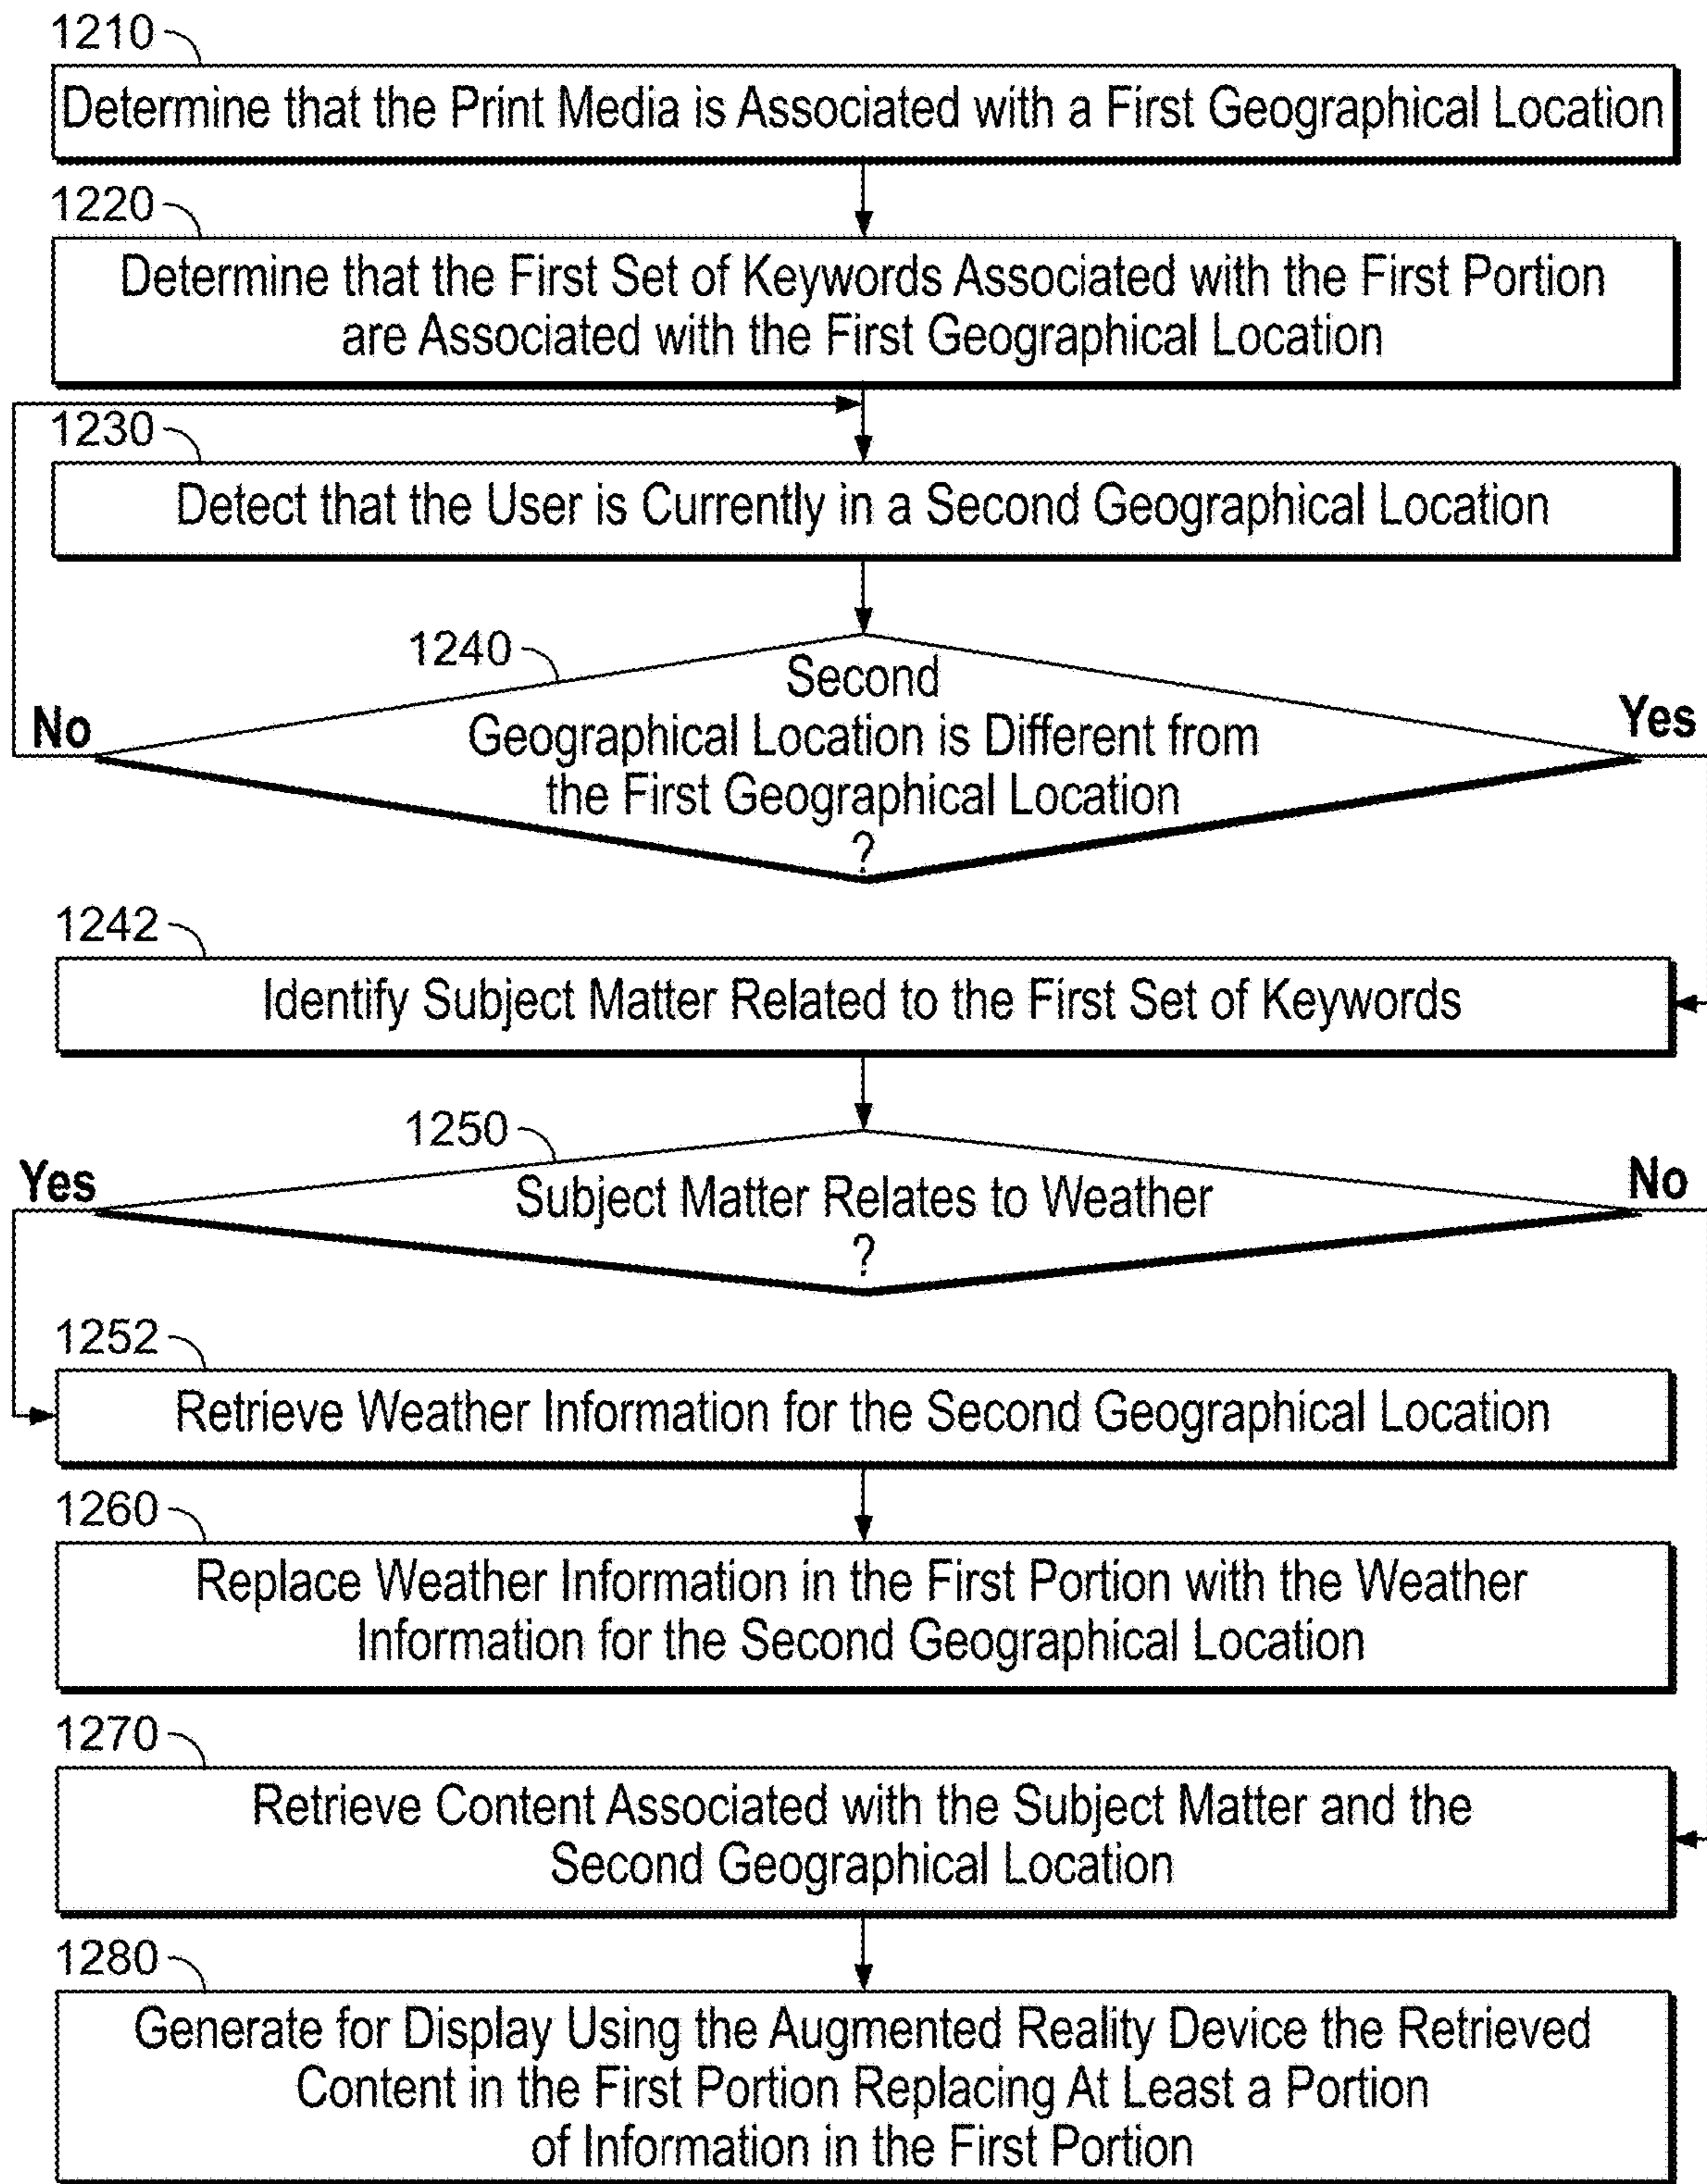 1210
Determine that the Print Media is Associated with a First Geographical Location
1220
Determine that the First Set of Keywords Associated with the First Portion
are Associated with the First Geographical Location
1230
Detect that the User is Currently in a Second Geographical Location
1240
Second
Geographical Location is Different from
the First Geographical Location
?
No
Yes
1242
Identify Subject Matter Related to the First Set of Keywords
1250
Subject Matter Relates to Weather
?
Yes
No
1252
Retrieve Weather Information for the Second Geographical Location
1260
Replace Weather Information in the First Portion with the Weather
Information for the Second Geographical Location
1270
Retrieve Content Associated with the Subject Matter and the
Second Geographical Location
1280
Generate for Display Using the Augmented Reality Device the Retrieved
Content in the First Portion Replacing At Least a Portion
of Information in the First Portion